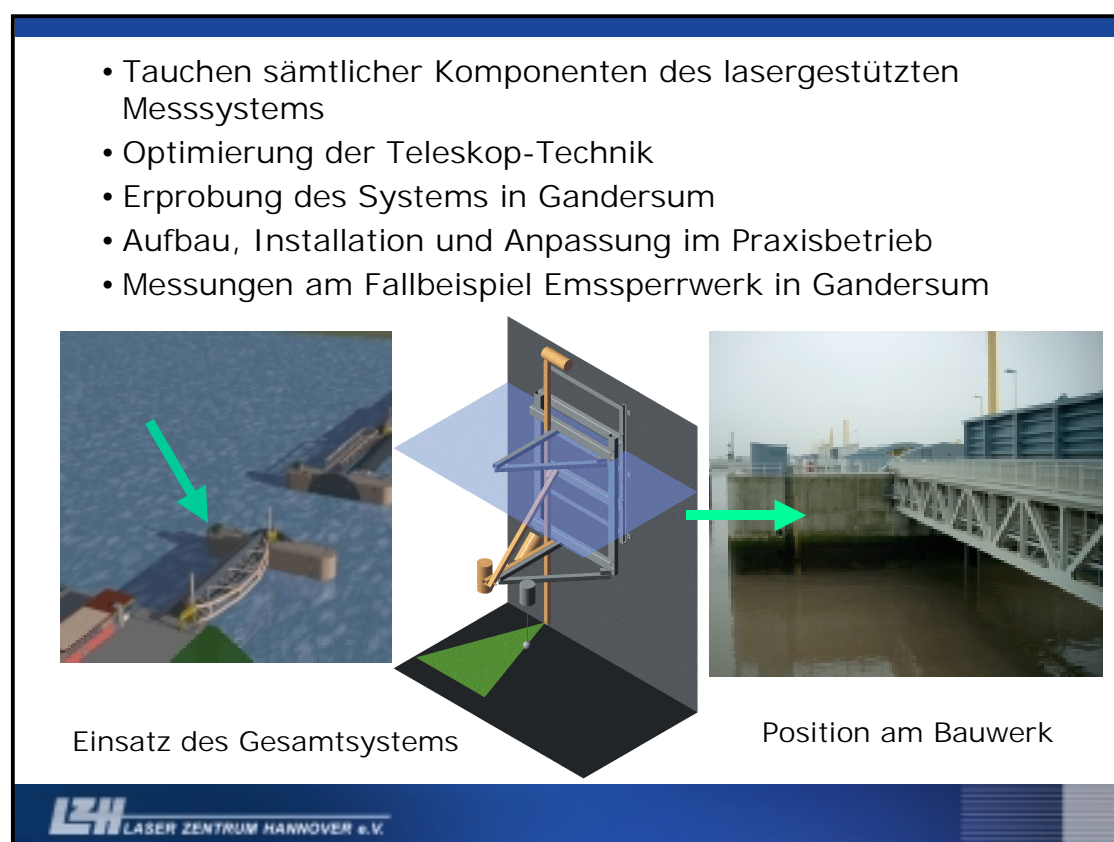 • Tauchen sämtlicher Komponenten des lasergestützten
Messsystems
• Optimierung der Teleskop-Technik
• Erprobung des Systems in Gandersum
• Aufbau, Installation und Anpassung im Praxisbetrieb
• Messungen am Fallbeispiel Emssperrwerk in Gandersum
Einsatz des Gesamtsystems
Position am Bauwerk
LZH LASER ZENTRUM HANNOVER e.V.